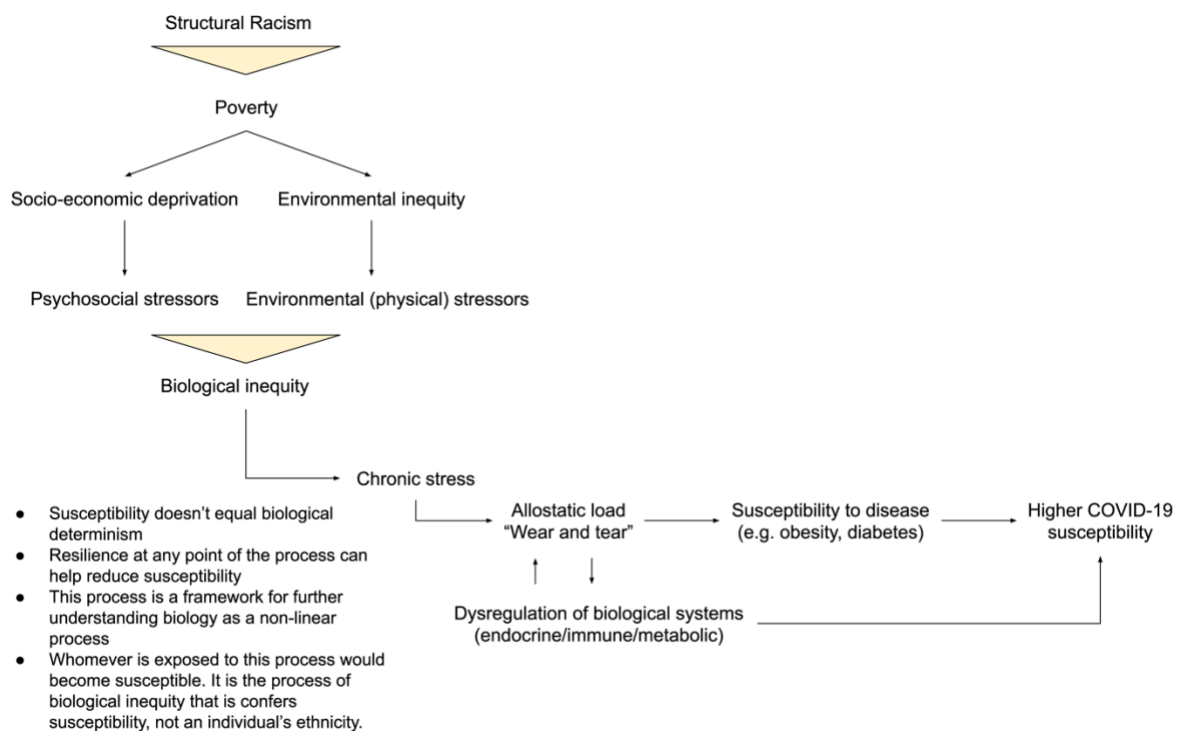 Structural Racism
Poverty
Socio-economic deprivation
Environmental inequity
Psychosocial stressors
Environmental (physical) stressors
Biological inequity
Chronic stress
Allostatic load
“Wear and tear”
Susceptibility to disease
(e.g. obesity, diabetes)
Higher COVID-19
susceptibility
Dysregulation of biological systems
(endocrine/immune/metabolic)
● Susceptibility doesn’t equal biological
determinism
● Resilience at any point of the process can
help reduce susceptibility
● This process is a framework for further
understanding biology as a non-linear
process
● Whomever is exposed to this process would
become susceptible. It is the process of
biological inequity that is confers
susceptibility, not an individual’s ethnicity.